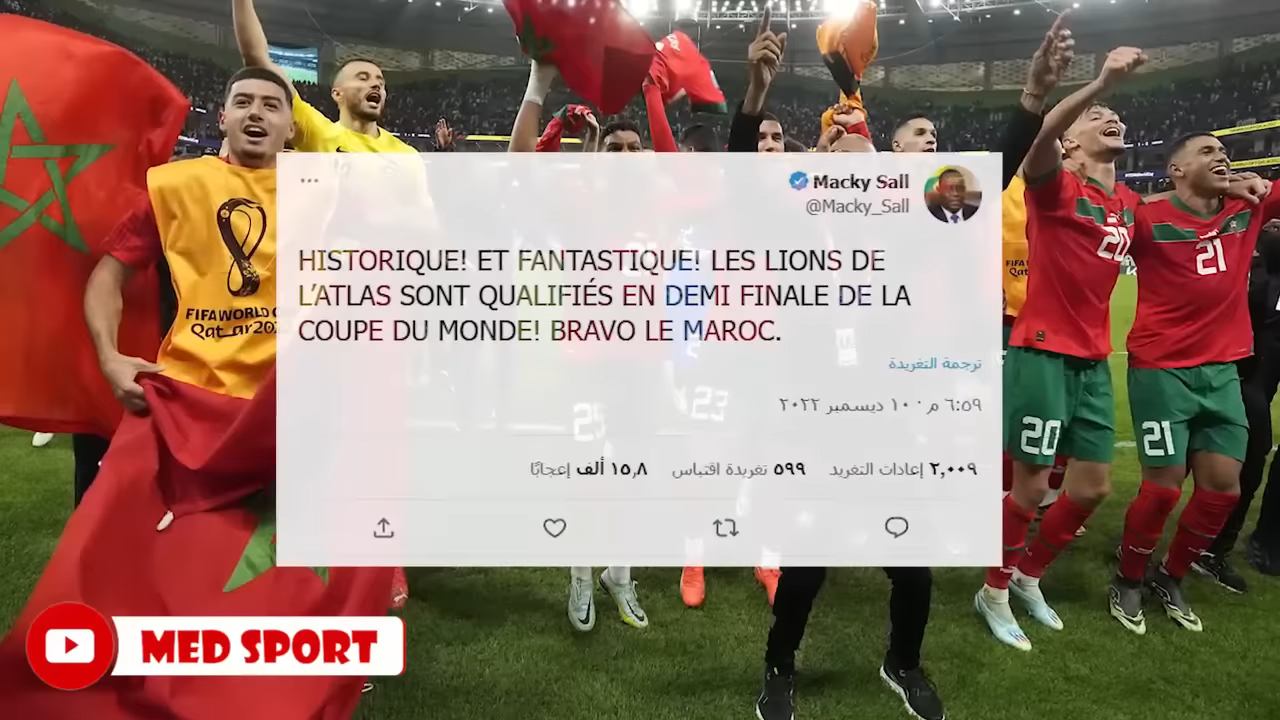 Macky Sall
@Macky_Sall
HISTORIQUE! ET FANTASTIQUE! LES LIONS DE
L'ATLAS SONT QUALIFIÉS EN DEMI FINALE DE LA
COUPE DU MONDE! BRAVO LE MAROC.
ترجمة التغريدة
٦:٥٩ م · ١٠ ديسمبر ٢٠٢٢
٢,٠٠٩ إعادات التغريد ٥٩٩ تغريدة اقتباس ١٥,٨ ألف إعجابًا
FIFA WORLD
Qatar 202
20
21
25
23
20
21
MED SPORT